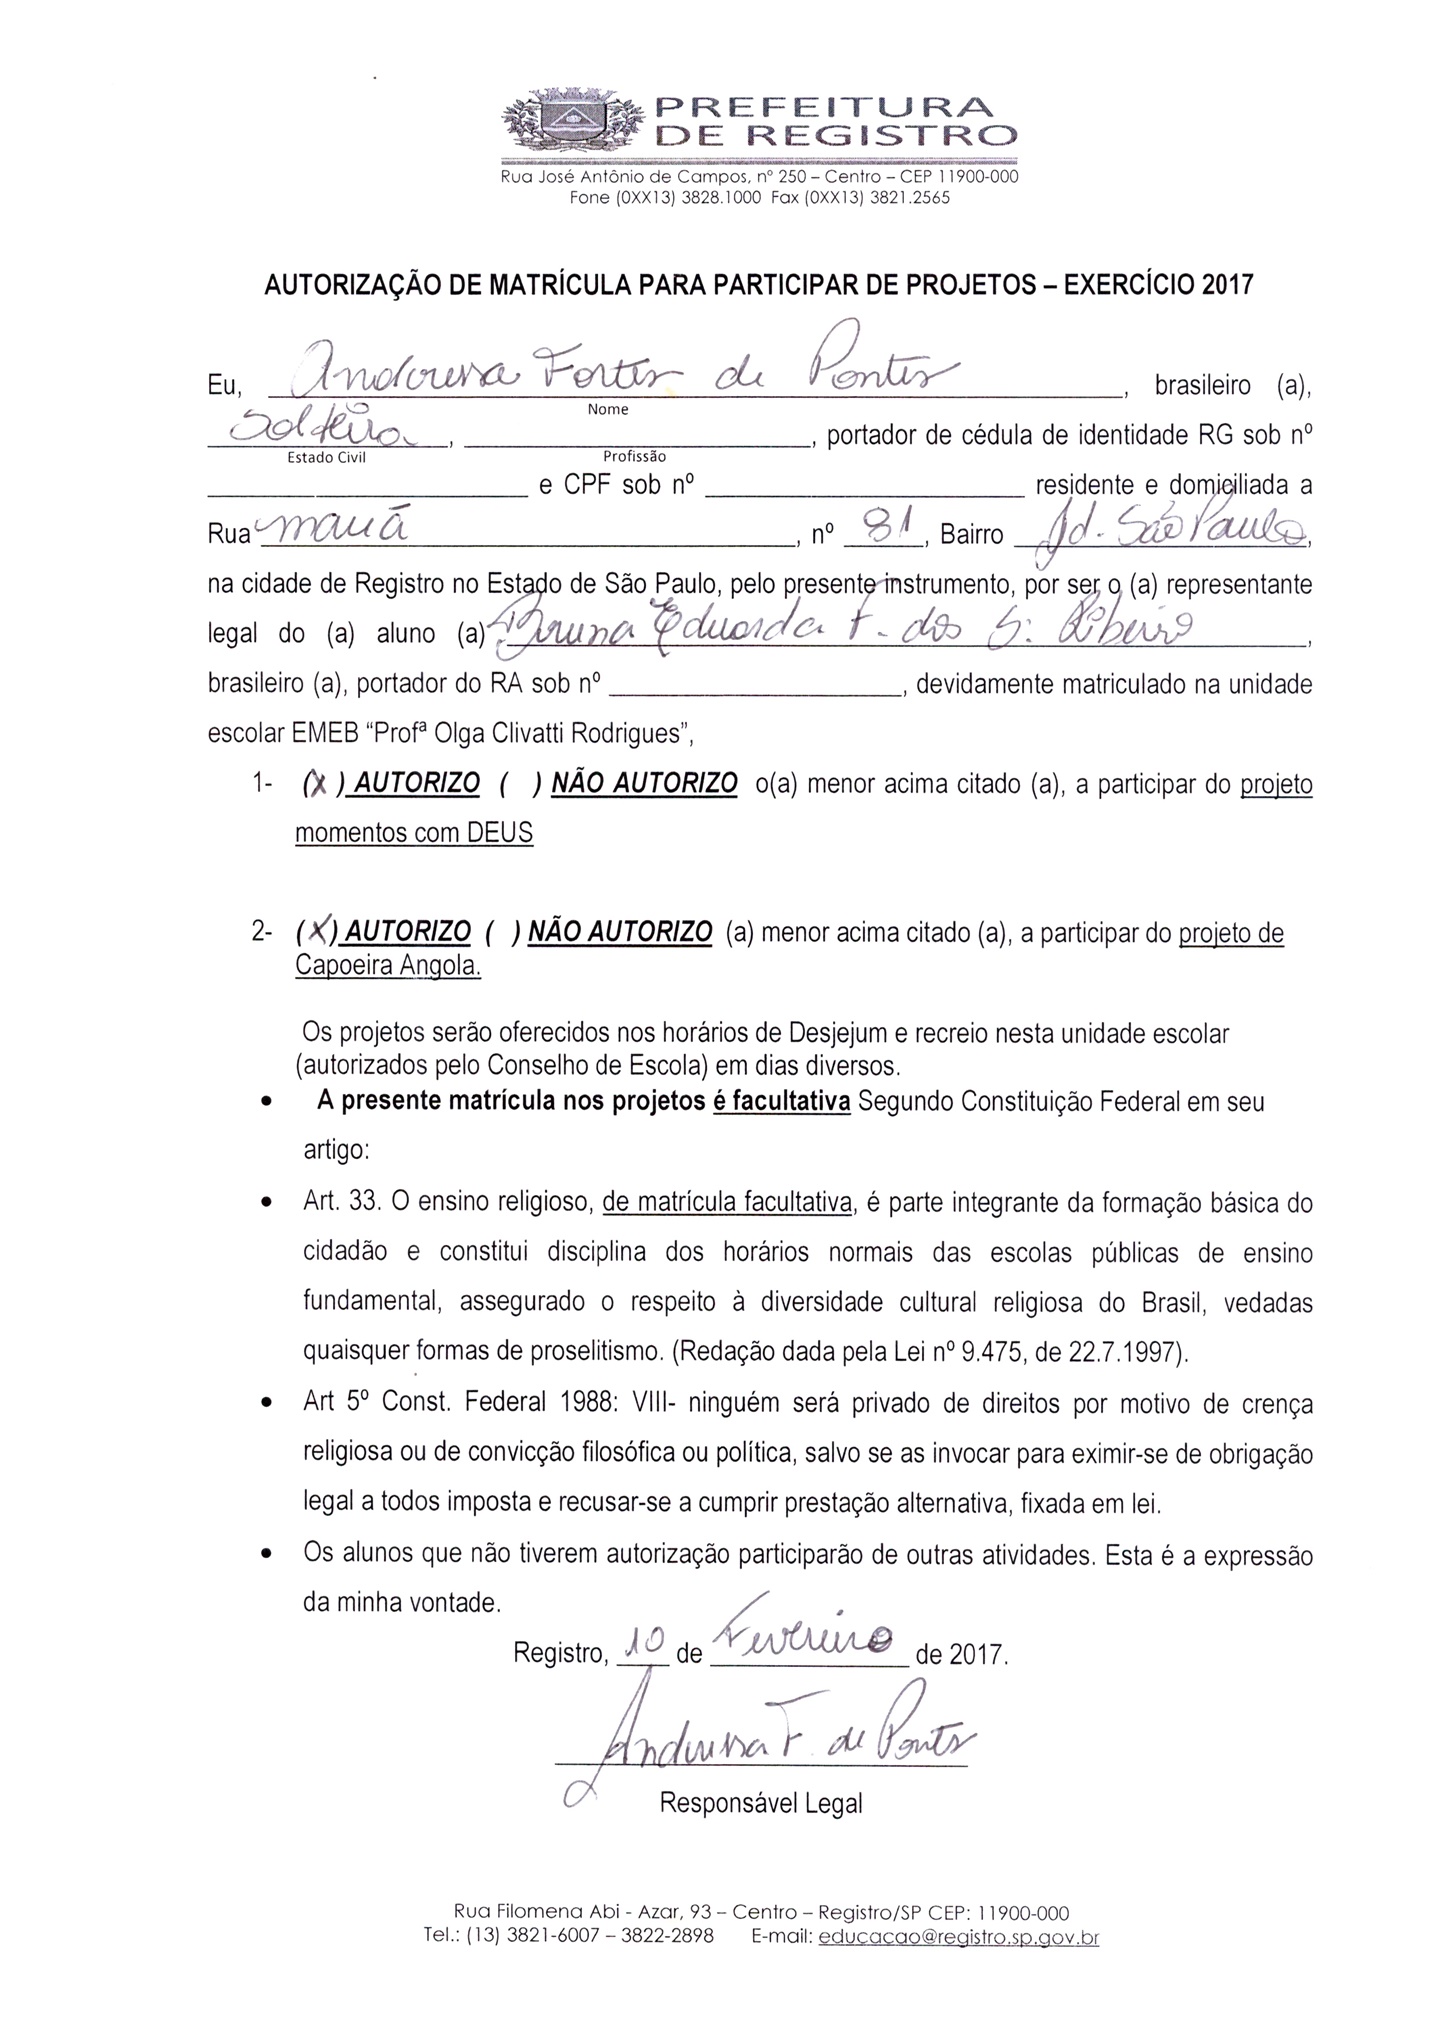 PREFEITURA
DE REGISTRO
Rua José Antônio de Campos, nº 250 – Centro – CEP 11900-000
Fone (0XX13) 3828.1000 Fax (0XX13) 3821.2565
AUTORIZAÇÃO DE MATRÍCULA PARA PARTICIPAR DE PROJETOS – EXERCÍCIO 2017
Eu, Andressa Fortes de Pontes, brasileiro (a),
Nome
Solteira, , portador de cédula de identidade RG sob nº
Estado Civil Profissão
e CPF sob nº residente e domiciliada a
Rua mauá, nº 81, Bairro Jd. São Paulo,
na cidade de Registro no Estado de São Paulo, pelo presente instrumento, por ser o (a) representante
legal do (a) aluno (a) Bruna Eduarda F. dos S. Ribeiro,
brasileiro (a), portador do RA sob nº , devidamente matriculado na unidade
escolar EMEB “Profª Olga Clivatti Rodrigues”,
1- (X) AUTORIZO ( ) NÃO AUTORIZO o(a) menor acima citado (a), a participar do projeto
momentos com DEUS
2- (X) AUTORIZO ( ) NÃO AUTORIZO (a) menor acima citado (a), a participar do projeto de
Capoeira Angola.
Os projetos serão oferecidos nos horários de Desjejum e recreio nesta unidade escolar
(autorizados pelo Conselho de Escola) em dias diversos.
• A presente matrícula nos projetos é facultativa Segundo Constituição Federal em seu
artigo:
• Art. 33. O ensino religioso, de matrícula facultativa, é parte integrante da formação básica do
cidadão e constitui disciplina dos horários normais das escolas públicas de ensino
fundamental, assegurado o respeito à diversidade cultural religiosa do Brasil, vedadas
quaisquer formas de proselitismo. (Redação dada pela Lei nº 9.475, de 22.7.1997).
• Art 5º Const. Federal 1988: VIII- ninguém será privado de direitos por motivo de crença
religiosa ou de convicção filosófica ou política, salvo se as invocar para eximir-se de obrigação
legal a todos imposta e recusar-se a cumprir prestação alternativa, fixada em lei.
• Os alunos que não tiverem autorização participarão de outras atividades. Esta é a expressão
da minha vontade.
Registro, 10 de Fevereiro de 2017.
Andressa F. de Pontes
Responsável Legal
Rua Filomena Abi - Azar, 93 – Centro – Registro/SP CEP: 11900-000
Tel.: (13) 3821-6007 – 3822-2898 E-mail: educacao@registro.sp.gov.br